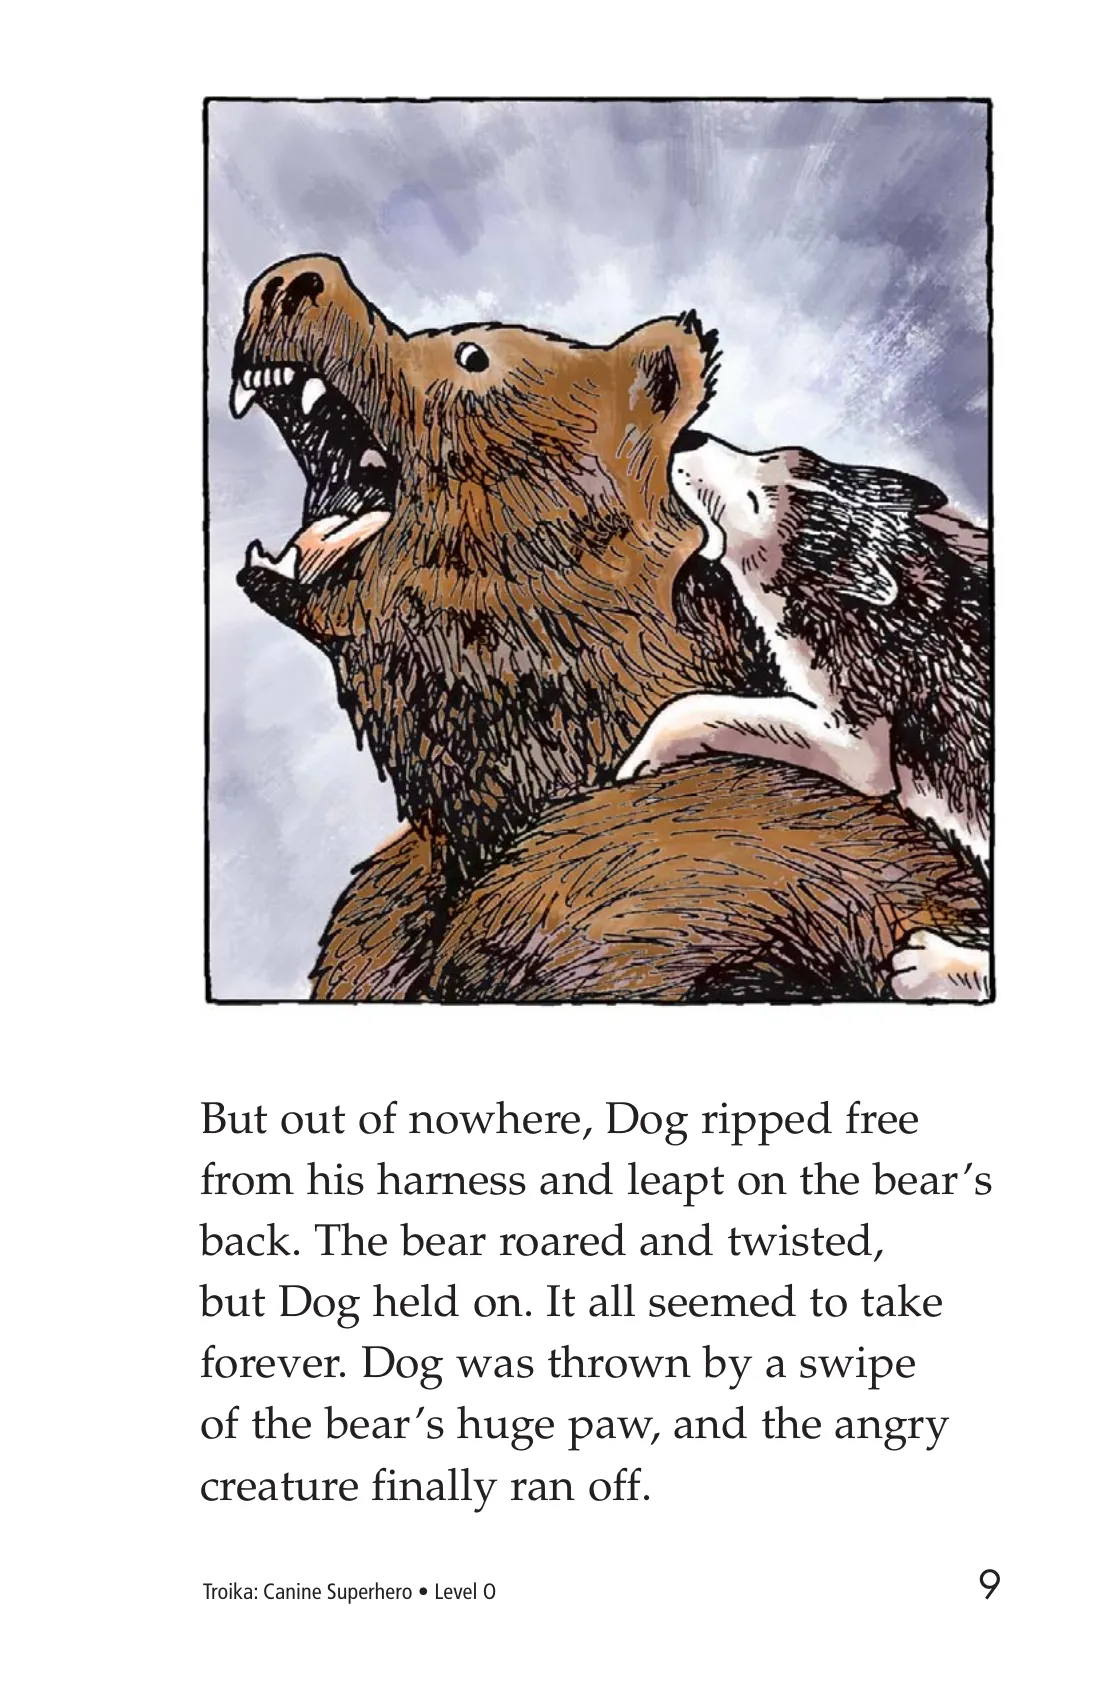 But out of nowhere, Dog ripped free
from his harness and leapt on the bear’s
back. The bear roared and twisted,
but Dog held on. It all seemed to take
forever. Dog was thrown by a swipe
of the bear’s huge paw, and the angry
creature finally ran off.
Troika: Canine Superhero • Level O
9